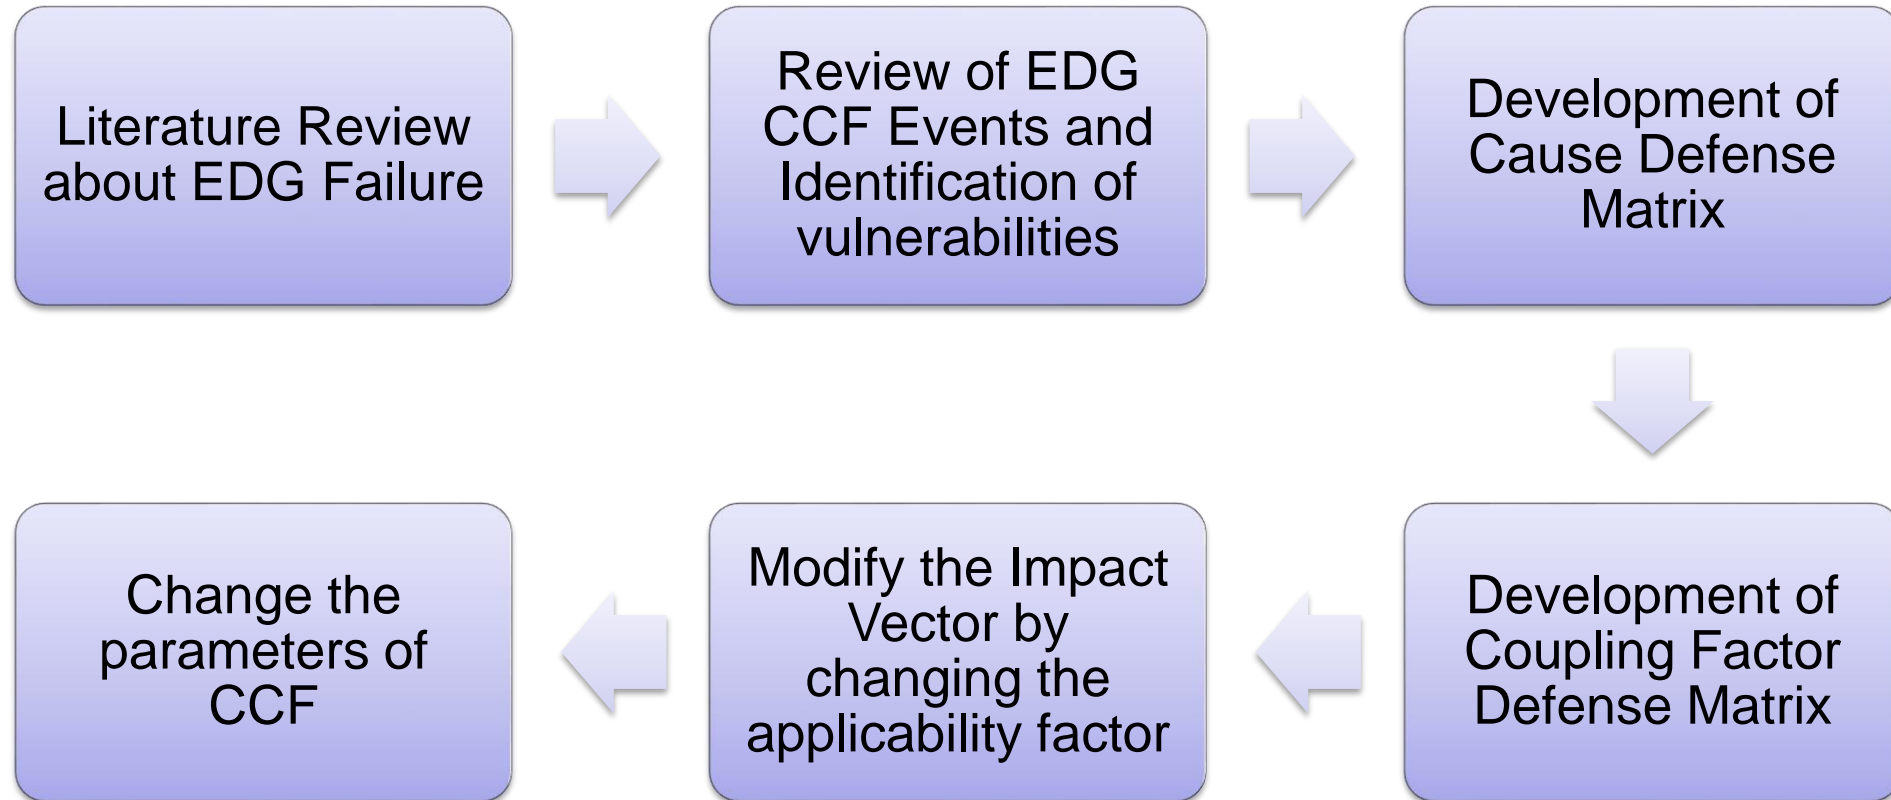 Literature Review
about EDG Failure
Review of EDG
CCF Events and
Identification of
vulnerabilities
Development of
Cause Defense
Matrix
Development of
Coupling Factor
Defense Matrix
Modify the Impact
Vector by
changing the
applicability factor
Change the
parameters of
CCF